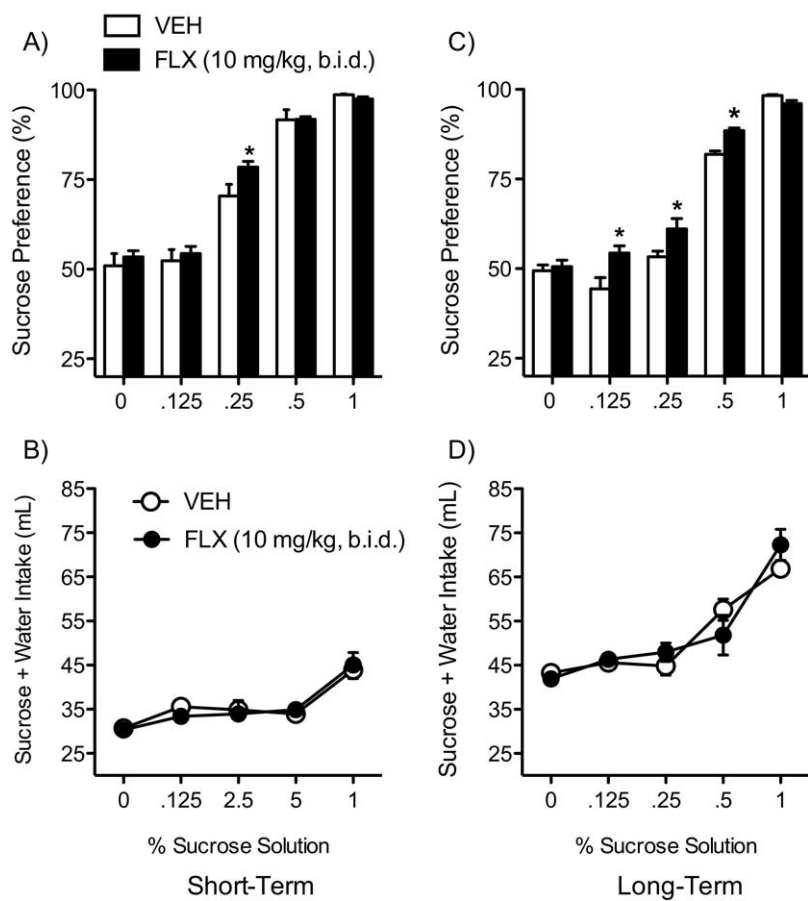 A)
VEH
FLX (10 mg/kg, b.i.d.)
Sucrose Preference (%)
100
75
50
25
0 .125 .25 .5 1
*
C)
Sucrose Preference (%)
100
75
50
25
0 .125 .25 .5 1
* * *
B)
VEH
FLX (10 mg/kg, b.i.d.)
Sucrose + Water Intake (mL)
85
75
65
55
45
35
25
0 .125 2.5 5 1
% Sucrose Solution
Short-Term
D)
Sucrose + Water Intake (mL)
85
75
65
55
45
35
25
0 .125 .25 .5 1
% Sucrose Solution
Long-Term